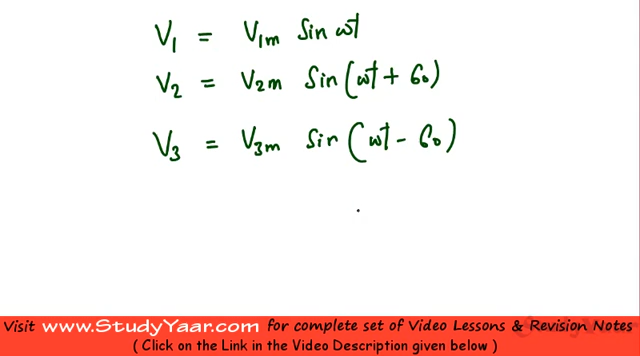 V₁ = V₁m Sin ωt
V₂ = V₂m Sin (ωt + 60)
V₃ = V₃m Sin (ωt - 60)
Visit www.StudyYaar.com for complete set of Video Lessons & Revision Notes
( Click on the Link in the Video Description given below )